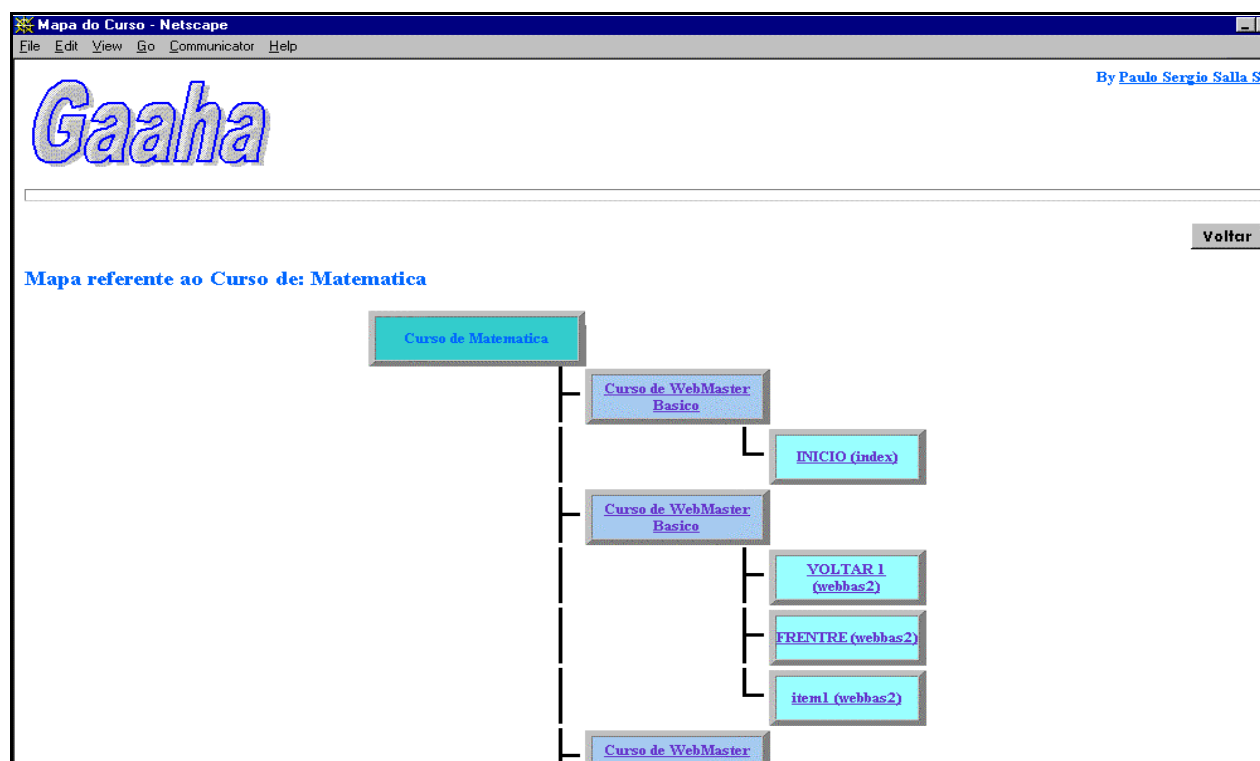 Mapa do Curso - Netscape
File Edit View Go Communicator Help
By Paulo Sergio Salla S
Gaaha
Voltar
Mapa referente ao Curso de: Matematica
Curso de Matematica
Curso de WebMaster
Basico
INICIO (index)
Curso de WebMaster
Basico
VOLTAR 1
(webbas2)
FRENTRE (webbas2)
item1 (webbas2)
Curso de WebMaster